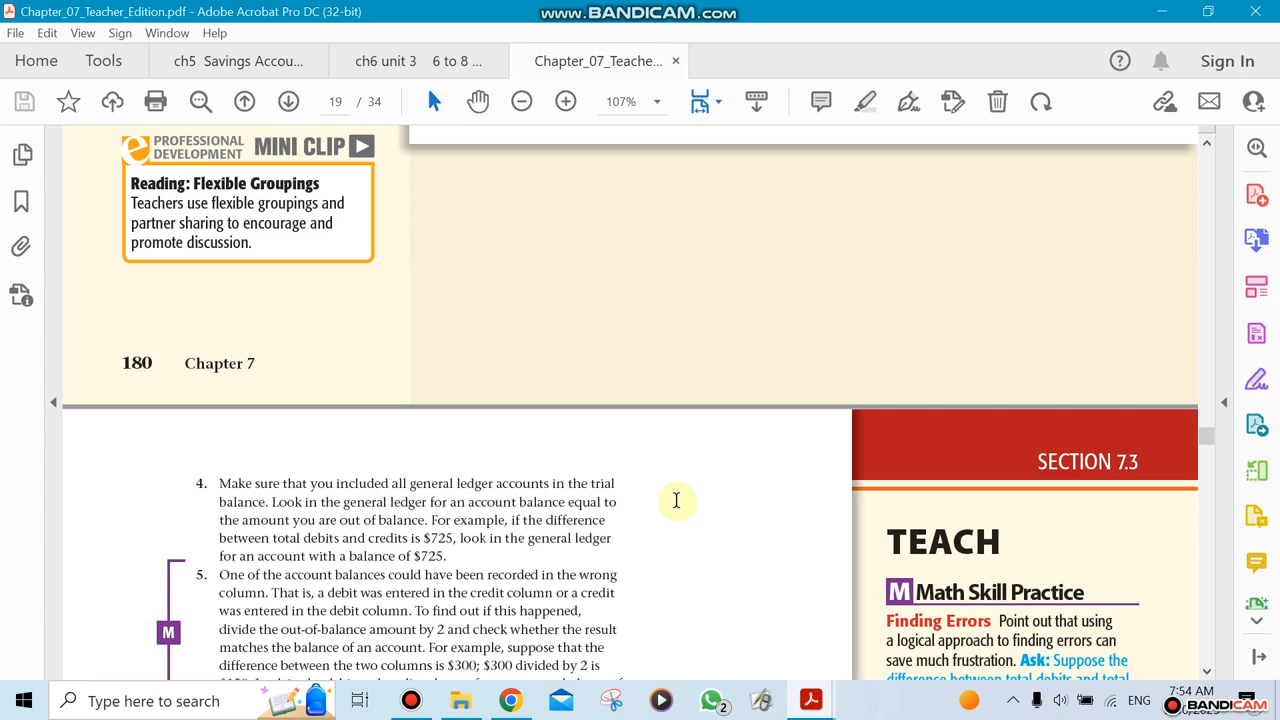 Chapter_07_Teacher_Edition.pdf - Adobe Acrobat Pro DC (32-bit)
www.BANDICAM.com
File Edit View Sign Window Help
Home Tools ch5 Savings Accou... ch6 unit 3 6 to 8 ... Chapter_07_Teache... × Sign In
19 / 34 107%
PROFESSIONAL
DEVELOPMENT MINI CLIP
Reading: Flexible Groupings
Teachers use flexible groupings and
partner sharing to encourage and
promote discussion.
180 Chapter 7
SECTION 7.3
4. Make sure that you included all general ledger accounts in the trial
balance. Look in the general ledger for an account balance equal to
the amount you are out of balance. For example, if the difference
between total debits and credits is $725, look in the general ledger
for an account with a balance of $725.
5. One of the account balances could have been recorded in the wrong
column. That is, a debit was entered in the credit column or a credit
was entered in the debit column. To find out if this happened,
divide the out-of-balance amount by 2 and check whether the result
matches the balance of an account. For example, suppose that the
difference between the two columns is $300; $300 divided by 2 is
M
TEACH
M Math Skill Practice
Finding Errors Point out that using
a logical approach to finding errors can
save much frustration. Ask: Suppose the
difference between total debits and total
Type here to search
2
ENG
7:54 AM
BANDICAM